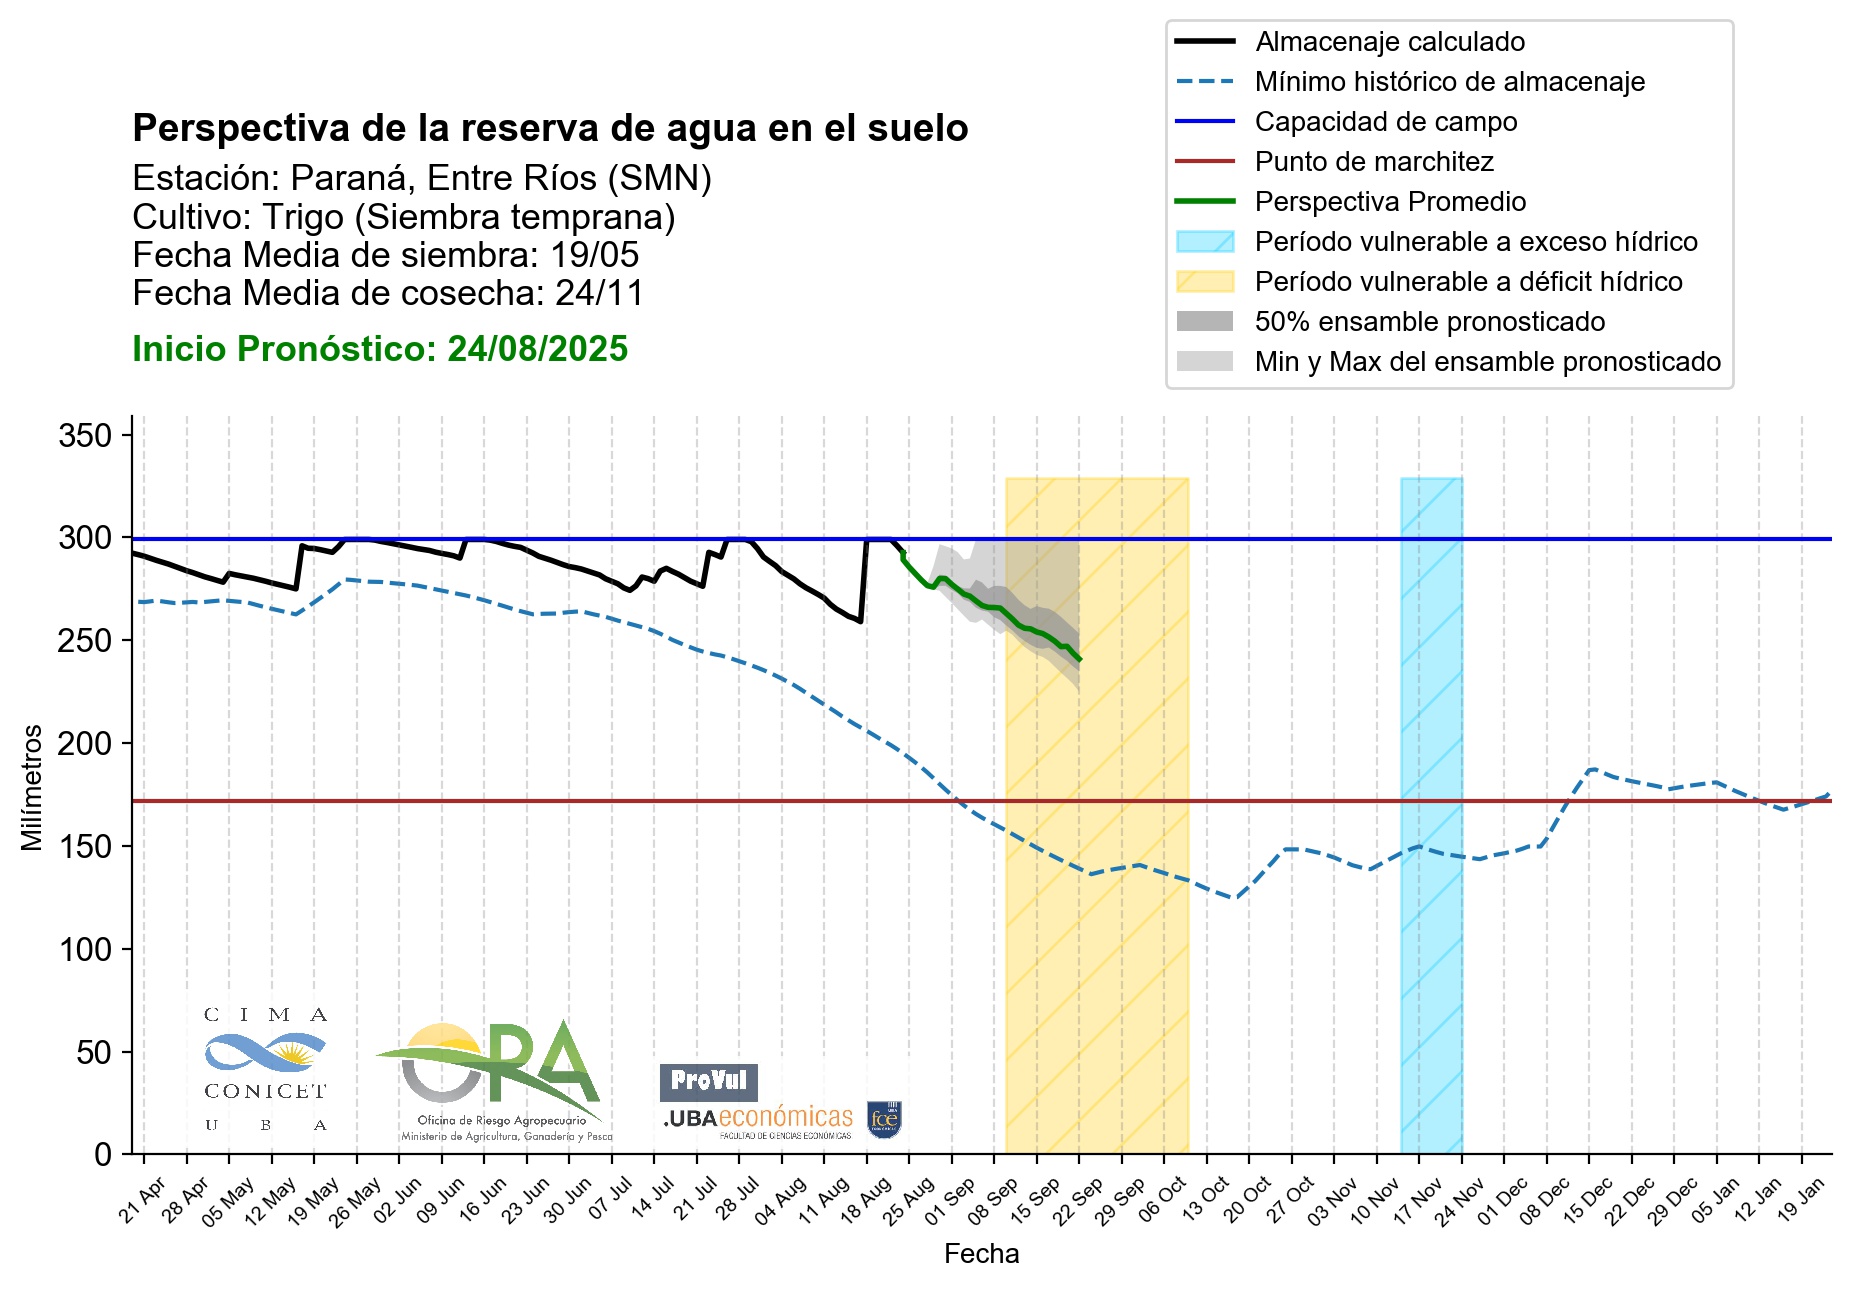 Almacenaje calculado
Mínimo histórico de almacenaje
Capacidad de campo
Punto de marchitez
Perspectiva Promedio
Período vulnerable a exceso hídrico
Período vulnerable a déficit hídrico
50% ensamble pronosticado
Min y Max del ensamble pronosticado
Perspectiva de la reserva de agua en el suelo
Estación: Paraná, Entre Ríos (SMN)
Cultivo: Trigo (Siembra temprana)
Fecha Media de siembra: 19/05
Fecha Media de cosecha: 24/11
Inicio Pronóstico: 24/08/2025
350
300
250
200
150
100
50
0
Milímetros
CIMA
CONICET
UBA
ORA
Oficina de Riesgo Agropecuario
Ministerio de Agricultura, Ganadería y Pesca
ProVul
.UBAeconómicas
FACULTAD DE CIENCIAS ECONÓMICAS
fce
21 Apr
28 Apr
05 May
12 May
19 May
26 May
02 Jun
09 Jun
16 Jun
23 Jun
30 Jun
07 Jul
14 Jul
21 Jul
28 Jul
04 Aug
11 Aug
18 Aug
25 Aug
01 Sep
08 Sep
15 Sep
22 Sep
29 Sep
06 Oct
13 Oct
20 Oct
27 Oct
03 Nov
10 Nov
17 Nov
24 Nov
01 Dec
08 Dec
15 Dec
22 Dec
29 Dec
05 Jan
12 Jan
19 Jan
Fecha